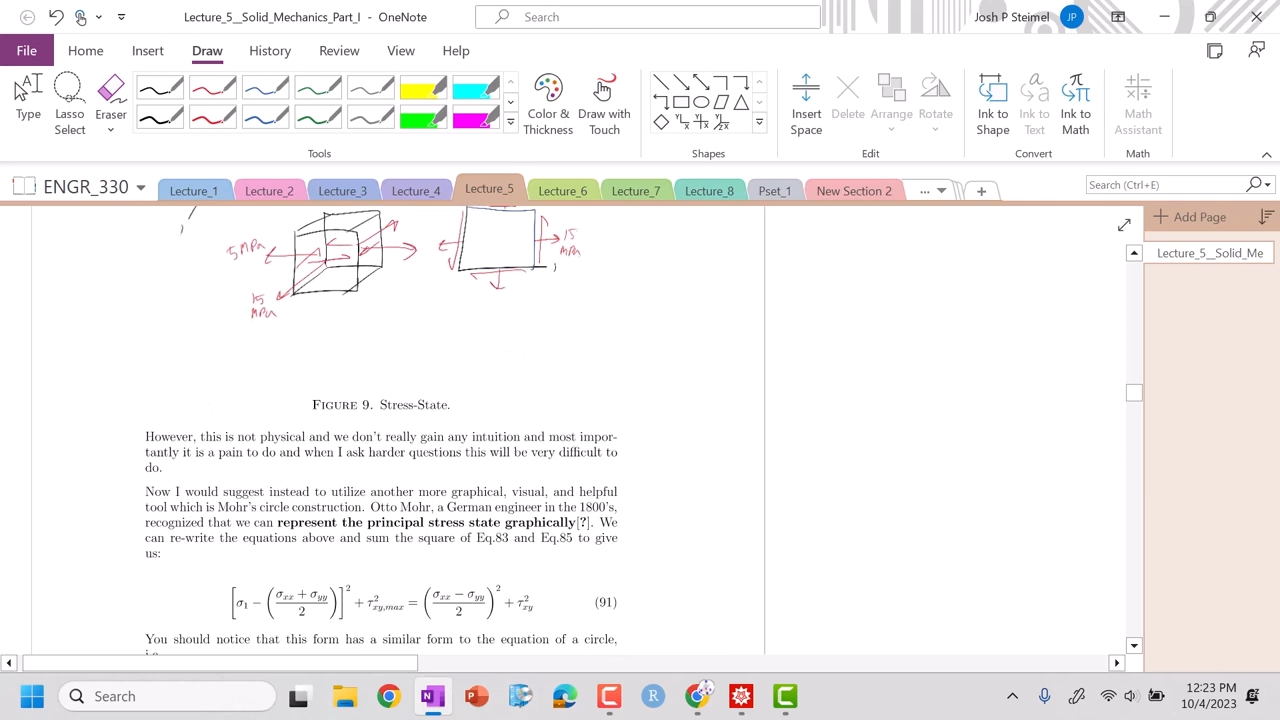 Lecture_5__Solid_Mechanics_Part_I - OneNote
Search
Josh P Steimel
JP
File
Home
Insert
Draw
History
Review
View
Help
Type
Lasso Select
Eraser
Color & Thickness
Draw with Touch
Insert Space
Delete
Arrange
Rotate
Ink to Shape
Ink to Text
Ink to Math
Math Assistant
Tools
Shapes
Edit
Convert
Math
ENGR_330
Lecture_1
Lecture_2
Lecture_3
Lecture_4
Lecture_5
Lecture_6
Lecture_7
Lecture_8
Pset_1
New Section 2
...
Search (Ctrl+E)
Add Page
Lecture_5__Solid_Me
5 MPa
15 MPa
15 MPa
FIGURE 9. Stress-State.
However, this is not physical and we don't really gain any intuition and most impor-
tantly it is a pain to do and when I ask harder questions this will be very difficult to
do.
Now I would suggest instead to utilize another more graphical, visual, and helpful
tool which is Mohr's circle construction. Otto Mohr, a German engineer in the 1800's,
recognized that we can represent the principal stress state graphically[?]. We
can re-write the equations above and sum the square of Eq.83 and Eq.85 to give
us:
[σ₁ − (σxx + σyy / 2)]² + τ²xy,max = (σxx − σyy / 2)² + τ²xy (91)
You should notice that this form has a similar form to the equation of a circle,
Search
12:23 PM
10/4/2023